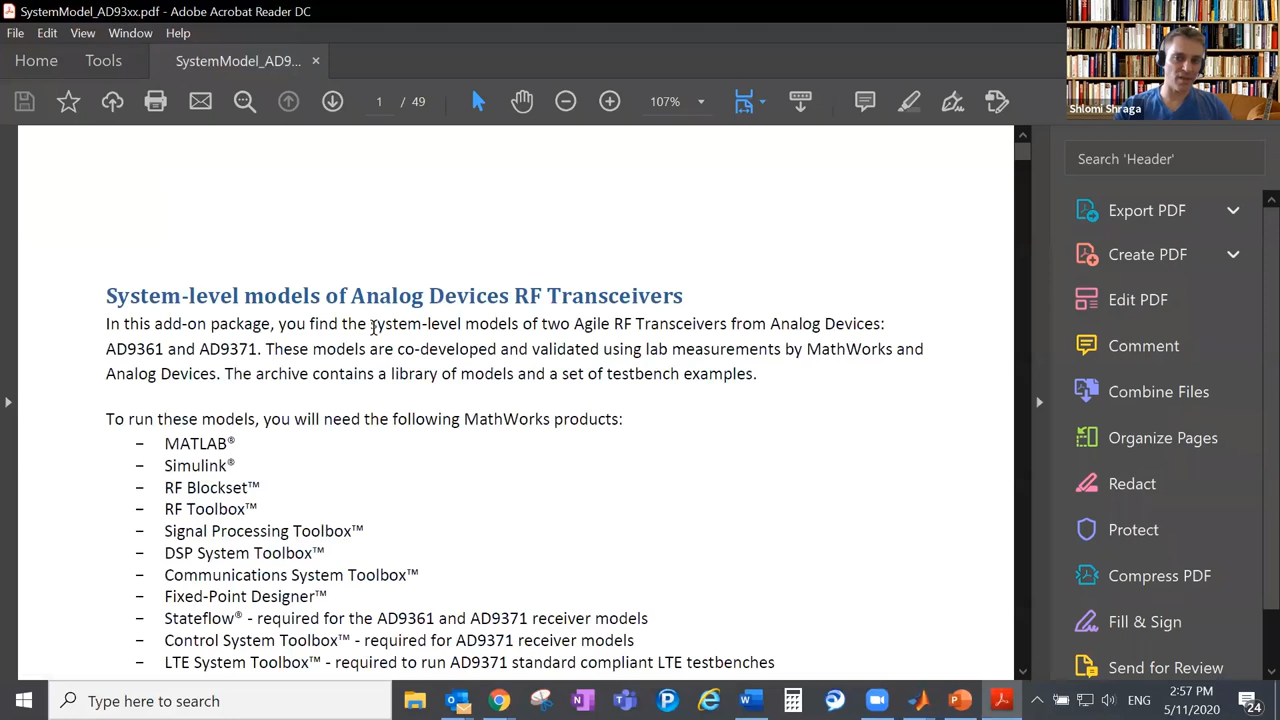 SystemModel_AD93xx.pdf - Adobe Acrobat Reader DC
File Edit View Window Help
Home Tools SystemModel_AD9... ×
1 / 49 107%
Shlomi Shraga
Search 'Header'
System-level models of Analog Devices RF Transceivers
In this add-on package, you find the system-level models of two Agile RF Transceivers from Analog Devices:
AD9361 and AD9371. These models are co-developed and validated using lab measurements by MathWorks and
Analog Devices. The archive contains a library of models and a set of testbench examples.
To run these models, you will need the following MathWorks products:
- MATLAB®
- Simulink®
- RF Blockset™
- RF Toolbox™
- Signal Processing Toolbox™
- DSP System Toolbox™
- Communications System Toolbox™
- Fixed-Point Designer™
- Stateflow® - required for the AD9361 and AD9371 receiver models
- Control System Toolbox™ - required for AD9371 receiver models
- LTE System Toolbox™ - required to run AD9371 standard compliant LTE testbenches
Export PDF
Create PDF
Edit PDF
Comment
Combine Files
Organize Pages
Redact
Protect
Compress PDF
Fill & Sign
Send for Review
Type here to search
ENG
2:57 PM
5/11/2020
24